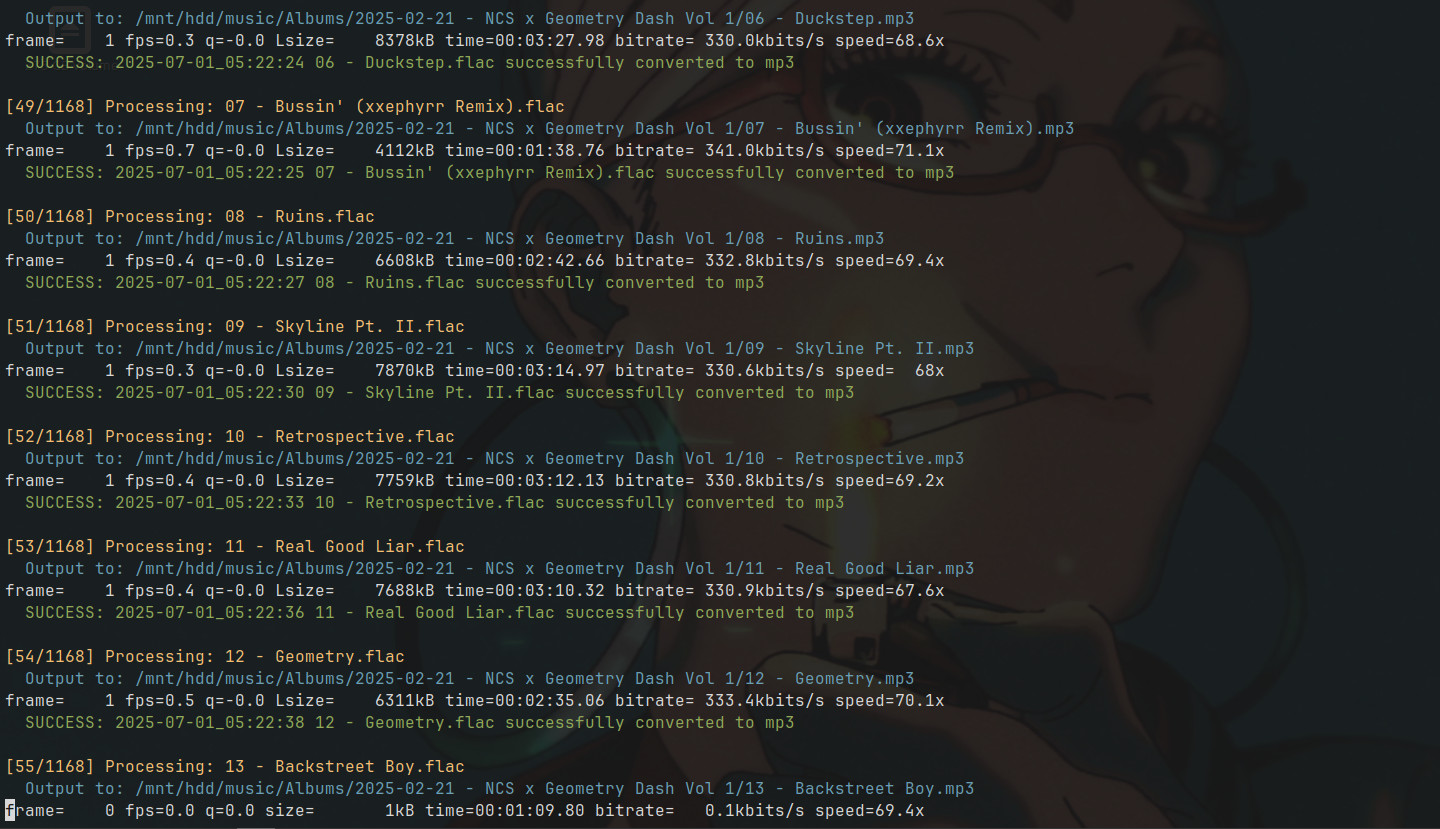 Output to: /mnt/hdd/music/Albums/2025-02-21 - NCS x Geometry Dash Vol 1/06 - Duckstep.mp3
frame=    1 fps=0.3 q=-0.0 Lsize=    8378kB time=00:03:27.98 bitrate= 330.0kbits/s speed=68.6x
  SUCCESS: 2025-07-01_05:22:24 06 - Duckstep.flac successfully converted to mp3
[49/1168] Processing: 07 - Bussin' (xxephyrr Remix).flac
  Output to: /mnt/hdd/music/Albums/2025-02-21 - NCS x Geometry Dash Vol 1/07 - Bussin' (xxephyrr Remix).mp3
frame=    1 fps=0.7 q=-0.0 Lsize=    4112kB time=00:01:38.76 bitrate= 341.0kbits/s speed=71.1x
  SUCCESS: 2025-07-01_05:22:25 07 - Bussin' (xxephyrr Remix).flac successfully converted to mp3
[50/1168] Processing: 08 - Ruins.flac
  Output to: /mnt/hdd/music/Albums/2025-02-21 - NCS x Geometry Dash Vol 1/08 - Ruins.mp3
frame=    1 fps=0.4 q=-0.0 Lsize=    6608kB time=00:02:42.66 bitrate= 332.8kbits/s speed=69.4x
  SUCCESS: 2025-07-01_05:22:27 08 - Ruins.flac successfully converted to mp3
[51/1168] Processing: 09 - Skyline Pt. II.flac
  Output to: /mnt/hdd/music/Albums/2025-02-21 - NCS x Geometry Dash Vol 1/09 - Skyline Pt. II.mp3
frame=    1 fps=0.3 q=-0.0 Lsize=    7870kB time=00:03:14.97 bitrate= 330.6kbits/s speed=  68x
  SUCCESS: 2025-07-01_05:22:30 09 - Skyline Pt. II.flac successfully converted to mp3
[52/1168] Processing: 10 - Retrospective.flac
  Output to: /mnt/hdd/music/Albums/2025-02-21 - NCS x Geometry Dash Vol 1/10 - Retrospective.mp3
frame=    1 fps=0.4 q=-0.0 Lsize=    7759kB time=00:03:12.13 bitrate= 330.8kbits/s speed=69.2x
  SUCCESS: 2025-07-01_05:22:33 10 - Retrospective.flac successfully converted to mp3
[53/1168] Processing: 11 - Real Good Liar.flac
  Output to: /mnt/hdd/music/Albums/2025-02-21 - NCS x Geometry Dash Vol 1/11 - Real Good Liar.mp3
frame=    1 fps=0.4 q=-0.0 Lsize=    7688kB time=00:03:10.32 bitrate= 330.9kbits/s speed=67.6x
  SUCCESS: 2025-07-01_05:22:36 11 - Real Good Liar.flac successfully converted to mp3
[54/1168] Processing: 12 - Geometry.flac
  Output to: /mnt/hdd/music/Albums/2025-02-21 - NCS x Geometry Dash Vol 1/12 - Geometry.mp3
frame=    1 fps=0.5 q=-0.0 Lsize=    6311kB time=00:02:35.06 bitrate= 333.4kbits/s speed=70.1x
  SUCCESS: 2025-07-01_05:22:38 12 - Geometry.flac successfully converted to mp3
[55/1168] Processing: 13 - Backstreet Boy.flac
  Output to: /mnt/hdd/music/Albums/2025-02-21 - NCS x Geometry Dash Vol 1/13 - Backstreet Boy.mp3
frame=    0 fps=0.0 q=0.0 size=       1kB time=00:01:09.80 bitrate=   0.1kbits/s speed=69.4x